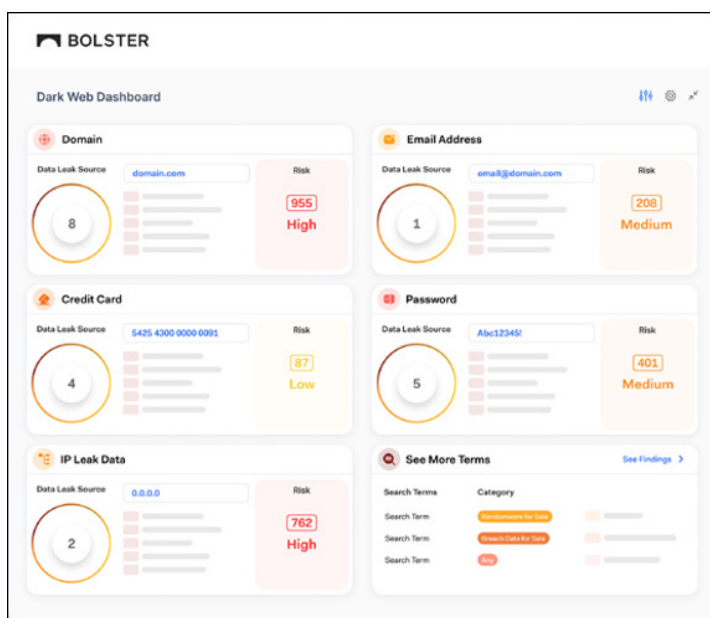 BOLSTER
Dark Web Dashboard
Domain
Data Leak Source
domain.com
Risk
8
955
High
Email Address
Data Leak Source
email@domain.com
Risk
1
208
Medium
Credit Card
Data Leak Source
5425 4300 0000 0091
Risk
4
87
Low
Password
Data Leak Source
Abc12345!
Risk
5
401
Medium
IP Leak Data
Data Leak Source
0.0.0.0
Risk
2
762
High
See More Terms
See Findings
Search Terms Category
Search Term Randomware for Sale
Search Term Breach Data for Sale
Search Term Any